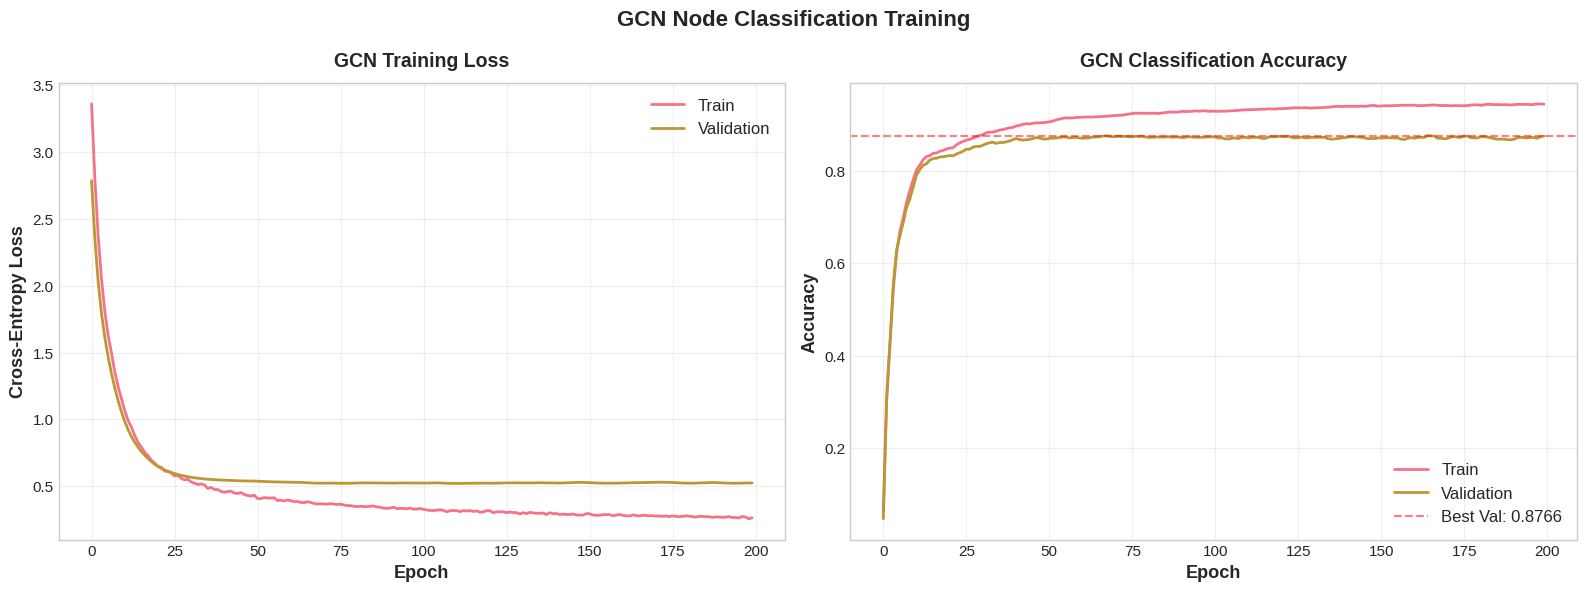 GCN Node Classification Training
GCN Training Loss
3.5
3.0
2.5
2.0
1.5
1.0
0.5
Cross-Entropy Loss
Train
Validation
0 25 50 75 100 125 150 175 200
Epoch
GCN Classification Accuracy
0.8
0.6
0.4
0.2
Accuracy
Train
Validation
Best Val: 0.8766
0 25 50 75 100 125 150 175 200
Epoch